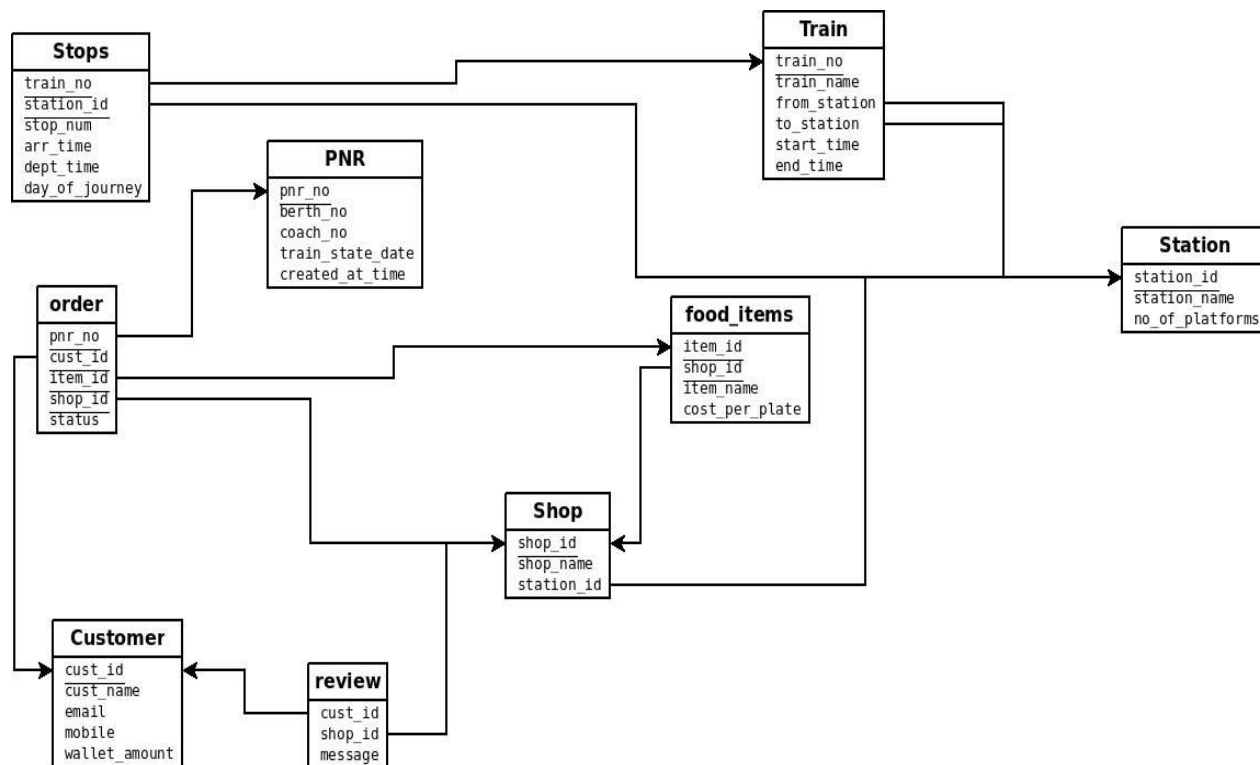 Stops
train_no
station_id
stop_num
arr_time
dept_time
day_of_journey
Train
train_no
train_name
from_station
to_station
start_time
end_time
PNR
pnr_no
berth_no
coach_no
train_state_date
created_at_time
Station
station_id
station_name
no_of_platforms
order
pnr_no
cust_id
item_id
shop_id
status
food_items
item_id
shop_id
item_name
cost_per_plate
Shop
shop_id
shop_name
station_id
Customer
cust_id
cust_name
email
mobile
wallet_amount
review
cust_id
shop_id
message